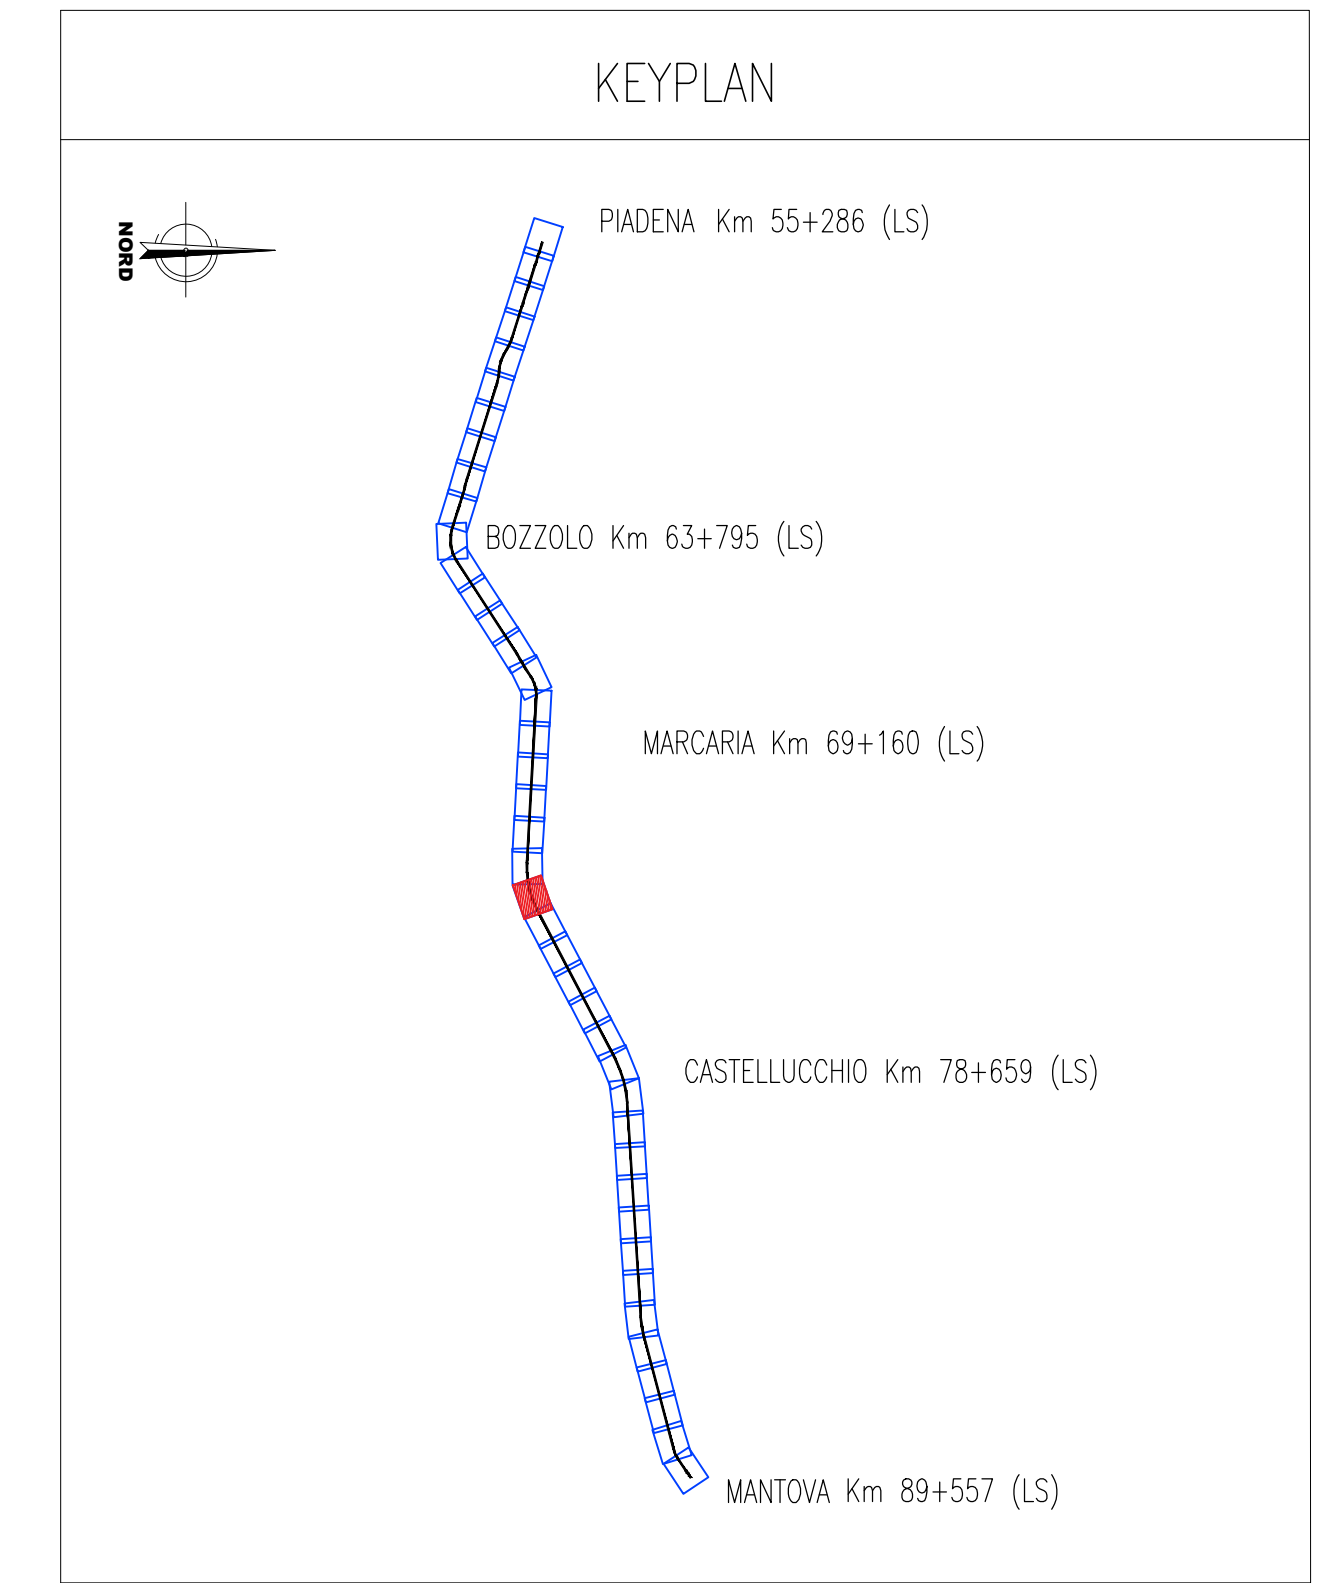 KEYPLAN
NORD
PIADENA Km 55+286 (LS)
BOZZOLO Km 63+795 (LS)
MARCARIA Km 69+160 (LS)
CASTELLUCCHIO Km 78+659 (LS)
MANTOVA Km 89+557 (LS)